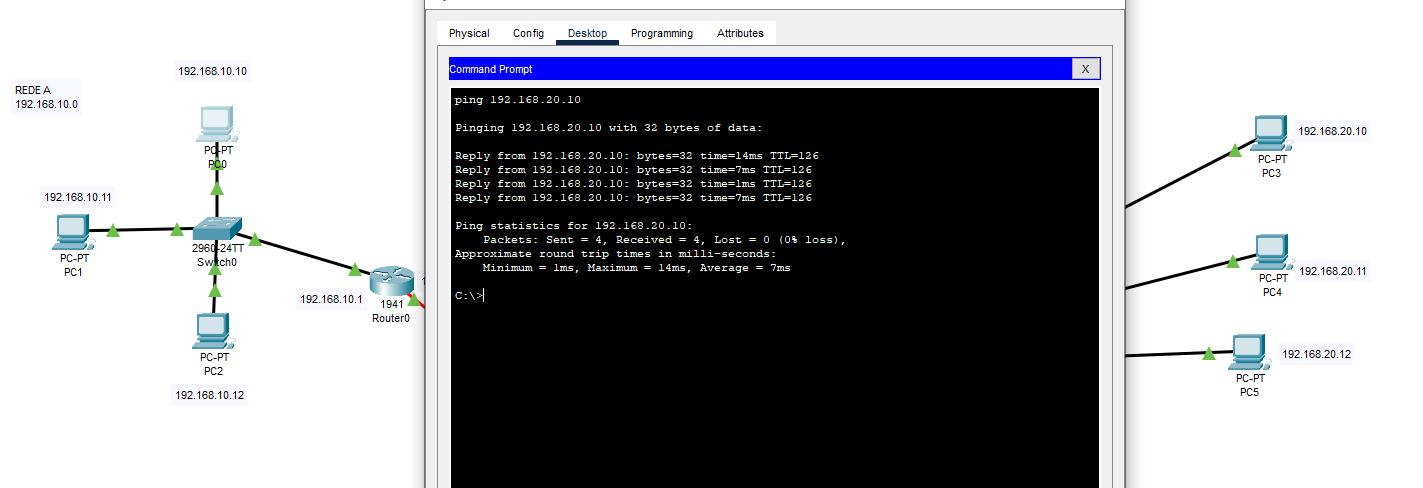 Physical Config Desktop Programming Attributes
Command Prompt
X
ping 192.168.20.10
Pinging 192.168.20.10 with 32 bytes of data:
Reply from 192.168.20.10: bytes=32 time=14ms TTL=126
Reply from 192.168.20.10: bytes=32 time=7ms TTL=126
Reply from 192.168.20.10: bytes=32 time=1ms TTL=126
Reply from 192.168.20.10: bytes=32 time=7ms TTL=126
Ping statistics for 192.168.20.10:
Packets: Sent = 4, Received = 4, Lost = 0 (0% loss),
Approximate round trip times in milli-seconds:
Minimum = 1ms, Maximum = 14ms, Average = 7ms
C:\>
REDE A
192.168.10.0
192.168.10.10
PC-PT
PC0
192.168.10.11
PC-PT
PC1
2960-24TT
Switch0
192.168.10.1
1941
Router0
PC-PT
PC2
192.168.10.12
192.168.20.10
PC-PT
PC3
192.168.20.11
PC-PT
PC4
192.168.20.12
PC-PT
PC5